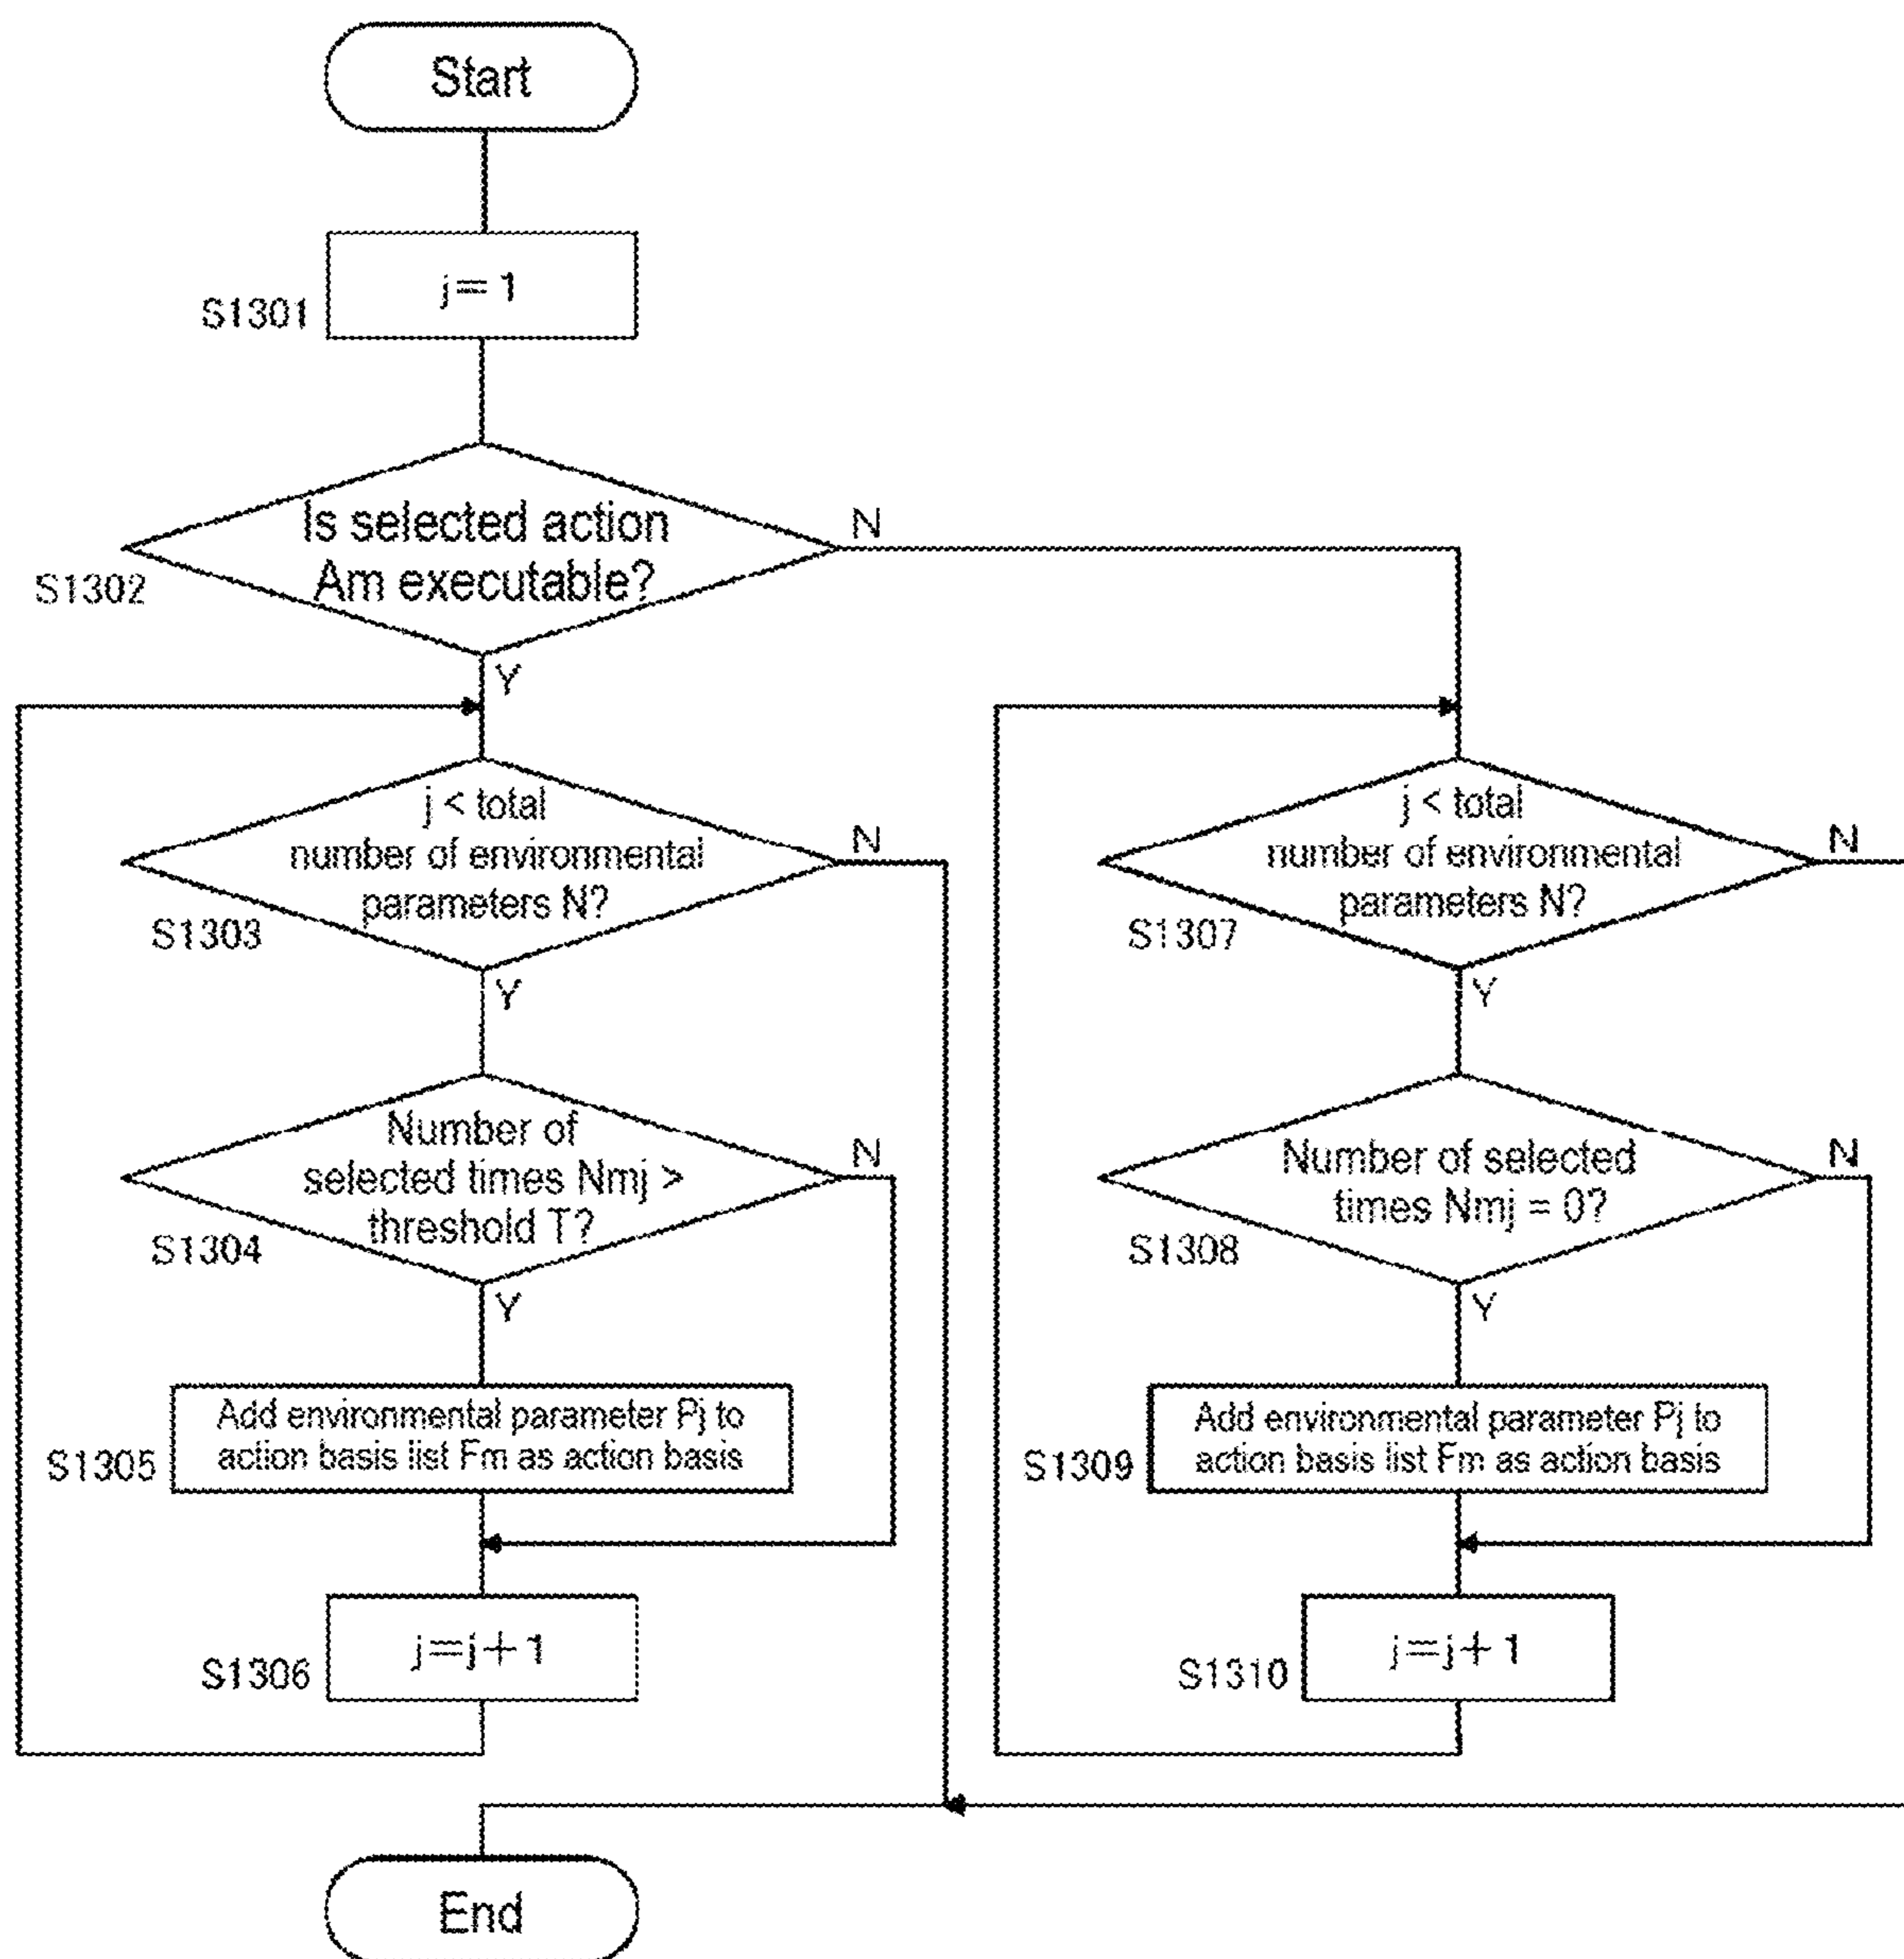 Start
j=1
S1301
Is selected action
Am executable?
N
S1302
Y
j < total
number of environmental
parameters N?
N
S1303
Y
Number of
selected times Nmj >
threshold T?
N
S1304
Y
Add environmental parameter Pj to
action basis list Fm as action basis
S1305
j=j+1
S1306
j < total
number of environmental
parameters N?
N
S1307
Y
Number of selected
times Nmj = 0?
N
S1308
Y
Add environmental parameter Pj to
action basis list Fm as action basis
S1309
j=j+1
S1310
End